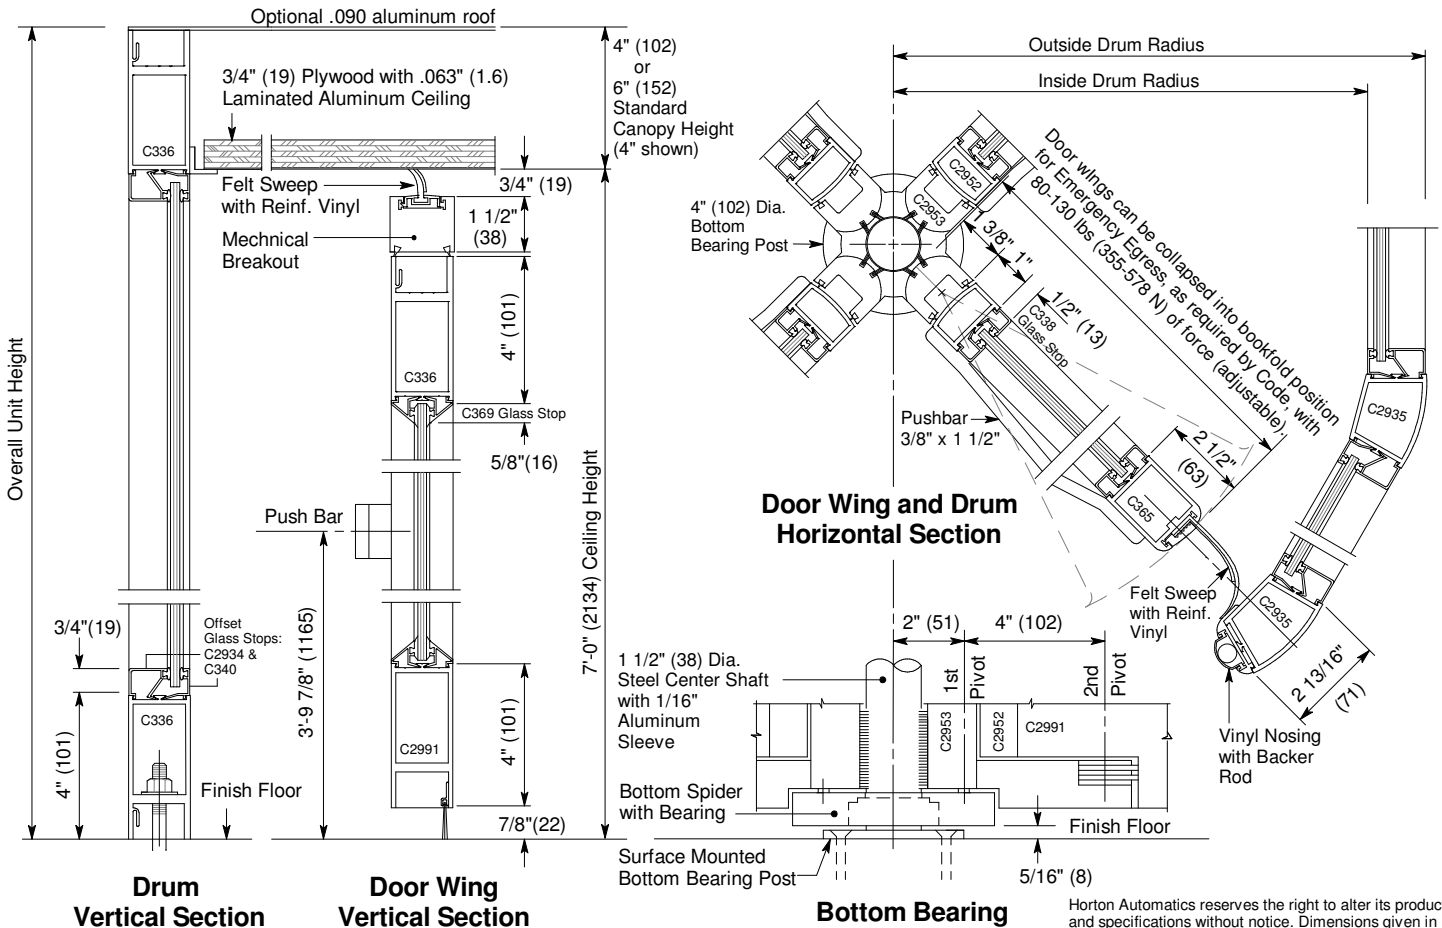 Optional .090 aluminum roof
Overall Unit Height
3/4" (19) Plywood with .063" (1.6)
Laminated Aluminum Ceiling
C336
Felt Sweep
with Reinf. Vinyl
Mechnical
Breakout
3/4" (19)
1 1/2"
(38)
4" (101)
C336
C369 Glass Stop
5/8"(16)
4" (102)
or
6" (152)
Standard
Canopy Height
(4" shown)
7'-0" (2134) Ceiling Height
Push Bar
3'-9 7/8" (1165)
3/4"(19)
Offset
Glass Stops:
C2934 &
C340
4" (101)
C336
Finish Floor
C2991
4" (101)
7/8"(22)
Drum
Vertical Section
Door Wing
Vertical Section
Outside Drum Radius
Inside Drum Radius
4" (102) Dia.
Bottom
Bearing Post
C2952
C2953
1 3/8"
1"
1/2" (13)
C338
Glass Stop
Door wings can be collapsed into bookfold position
for Emergency Egress, as required by Code, with
80-130 lbs (355-578 N) of force (adjustable).
Pushbar
3/8" x 1 1/2"
2 1/2"
(63)
C365
C2935
Door Wing and Drum
Horizontal Section
Felt Sweep
with Reinf.
Vinyl
C2935
2 13/16"
(71)
Vinyl Nosing
with Backer
Rod
2" (51)
4" (102)
1 1/2" (38) Dia.
Steel Center Shaft
with 1/16"
Aluminum
Sleeve
1st
Pivot
2nd
Pivot
C2953
C2952
C2991
Bottom Spider
with Bearing
Finish Floor
Surface Mounted
Bottom Bearing Post
5/16" (8)
Bottom Bearing
Horton Automatics reserves the right to alter its produc
and specifications without notice. Dimensions given in